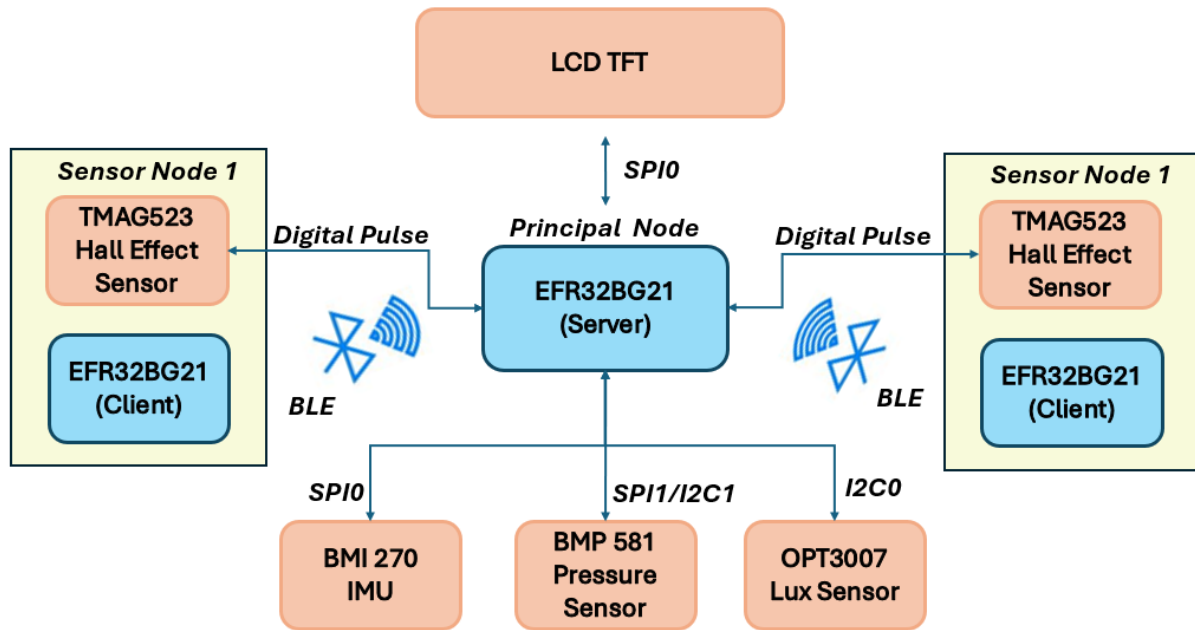 LCD TFT
SPI0
Sensor Node 1
TMAG523
Hall Effect
Sensor
EFR32BG21
(Client)
Digital Pulse
BLE
Principal Node
EFR32BG21
(Server)
Digital Pulse
BLE
Sensor Node 1
TMAG523
Hall Effect
Sensor
EFR32BG21
(Client)
SPI0
SPI1/I2C1
I2C0
BMI 270
IMU
BMP 581
Pressure
Sensor
OPT3007
Lux Sensor